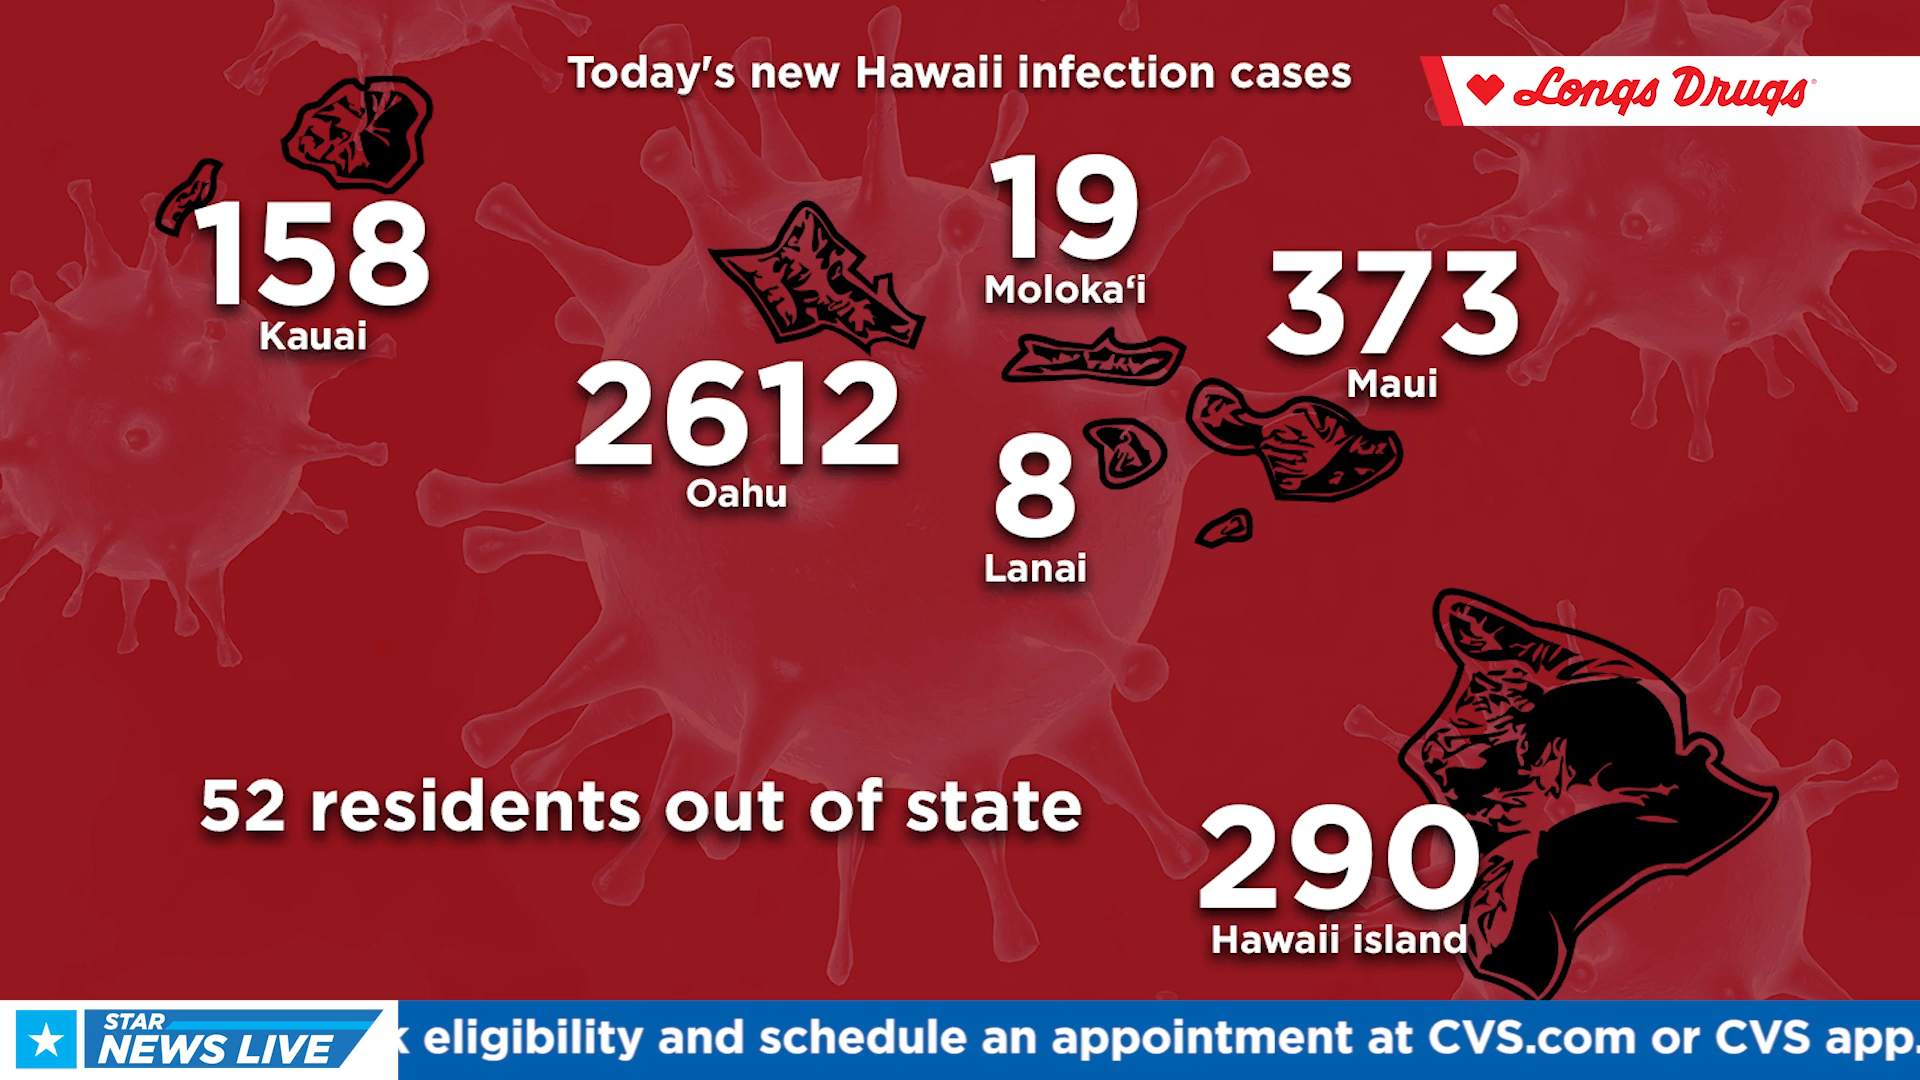 Today's new Hawaii infection cases
Longs Drugs
158
Kauai
2612
Oahu
19
Molokaʻi
373
Maui
8
Lanai
52 residents out of state
290
Hawaii island
STAR
NEWS LIVE
eligibility and schedule an appointment at CVS.com or CVS app.